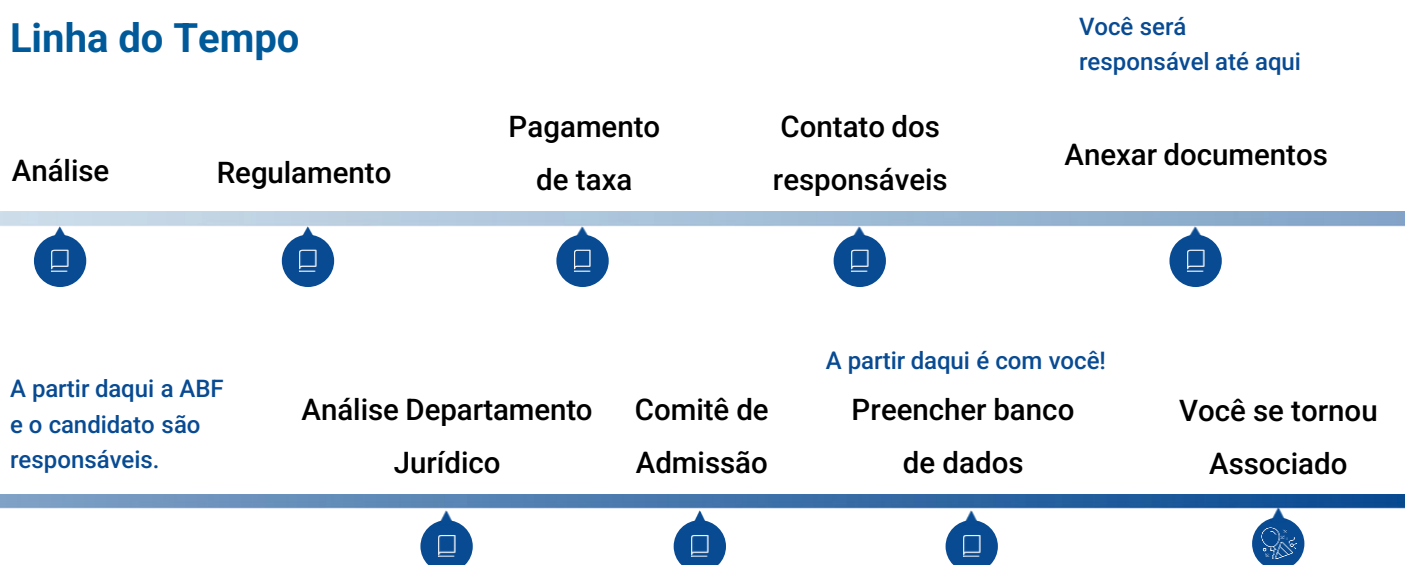 Linha do Tempo
Você será
responsável até aqui
Análise
Regulamento
Pagamento
de taxa
Contato dos
responsáveis
Anexar documentos
A partir daqui a ABF
e o candidato são
responsáveis.
Análise Departamento
Jurídico
Comitê de
Admissão
A partir daqui é com você!
Preencher banco
de dados
Você se tornou
Associado